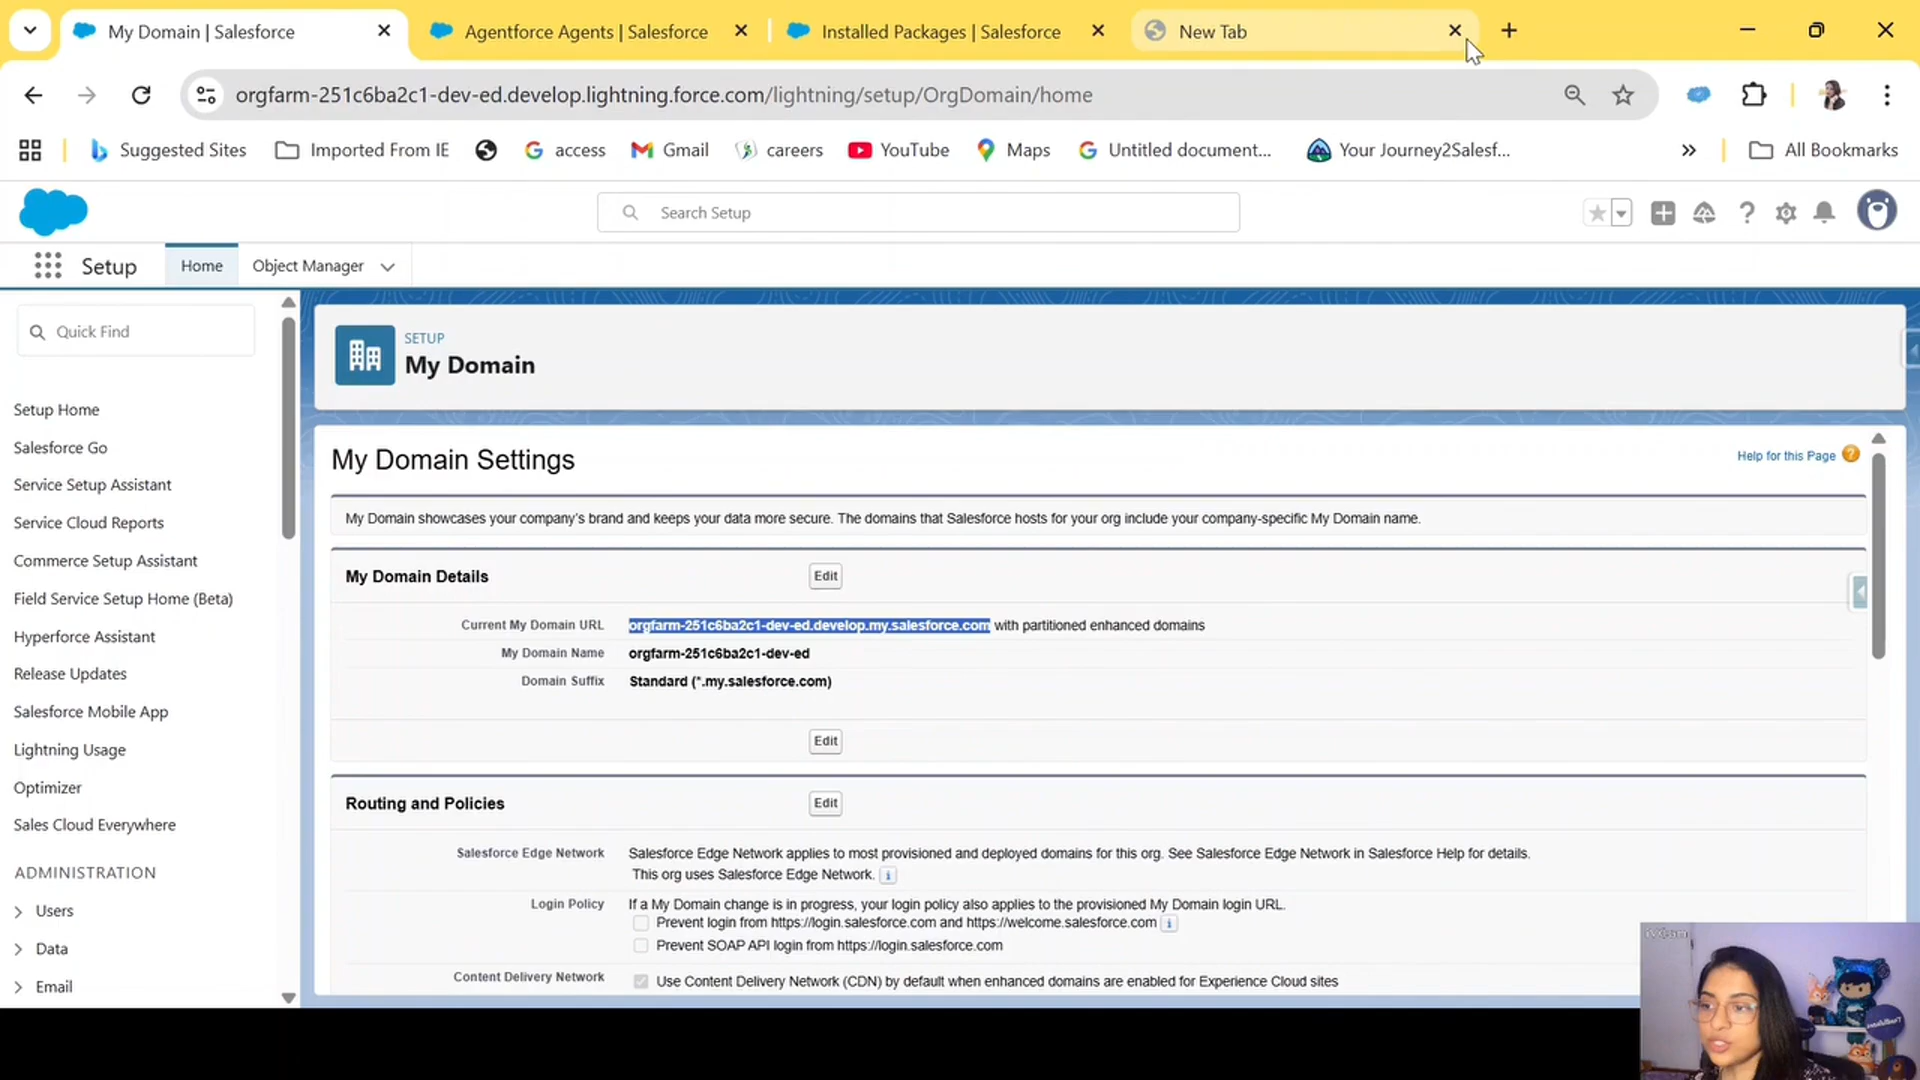 My Domain | Salesforce
Agentforce Agents | Salesforce
Installed Packages | Salesforce
New Tab
orgfarm-251c6ba2c1-dev-ed.develop.lightning.force.com/lightning/setup/OrgDomain/home
Suggested Sites
Imported From IE
access
Gmail
careers
YouTube
Maps
Untitled document...
Your Journey2Salesf...
All Bookmarks
Search Setup
Setup
Home
Object Manager
Quick Find
Setup Home
Salesforce Go
Service Setup Assistant
Service Cloud Reports
Commerce Setup Assistant
Field Service Setup Home (Beta)
Hyperforce Assistant
Release Updates
Salesforce Mobile App
Lightning Usage
Optimizer
Sales Cloud Everywhere
ADMINISTRATION
Users
Data
Email
SETUP
My Domain
My Domain Settings
Help for this Page
My Domain showcases your company's brand and keeps your data more secure. The domains that Salesforce hosts for your org include your company-specific My Domain name.
My Domain Details Edit
Current My Domain URL orgfarm-251c6ba2c1-dev-ed.develop.my.salesforce.com with partitioned enhanced domains
My Domain Name orgfarm-251c6ba2c1-dev-ed
Domain Suffix Standard (*.my.salesforce.com)
Edit
Routing and Policies Edit
Salesforce Edge Network Salesforce Edge Network applies to most provisioned and deployed domains for this org. See Salesforce Edge Network in Salesforce Help for details.
This org uses Salesforce Edge Network.
Login Policy If a My Domain change is in progress, your login policy also applies to the provisioned My Domain login URL.
Prevent login from https://login.salesforce.com and https://welcome.salesforce.com
Prevent SOAP API login from https://login.salesforce.com
Content Delivery Network Use Content Delivery Network (CDN) by default when enhanced domains are enabled for Experience Cloud sites